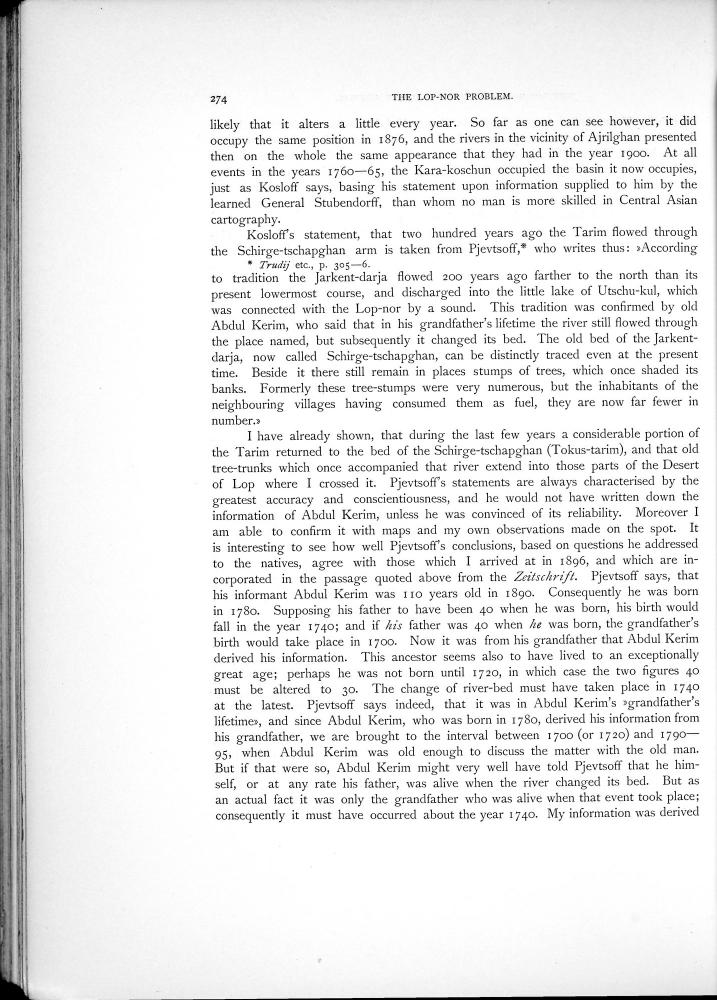 274 THE LOP-NOR PROBLEM.
likely that it alters a little every year. So far as one can see however, it did
occupy the same position in 1876, and the rivers in the vicinity of Ajrilghan presented
then on the whole the same appearance that they had in the year 1900. At all
events in the years 1760—65, the Kara-koschun occupied the basin it now occupies,
just as Kosloff says, basing his statement upon information supplied to him by the
learned General Stubendorff, than whom no man is more skilled in Central Asian
cartography.
Kosloff's statement, that two hundred years ago the Tarim flowed through
the Schirge-tschapghan arm is taken from Pjevtsoff,* who writes thus: »According
* Trudij etc., p. 305—6.
to tradition the Jarkent-darja flowed 200 years ago farther to the north than its
present lowermost course, and discharged into the little lake of Utschu-kul, which
was connected with the Lop-nor by a sound. This tradition was confirmed by old
Abdul Kerim, who said that in his grandfather's lifetime the river still flowed through
the place named, but subsequently it changed its bed. The old bed of the Jarkent-
darja, now called Schirge-tschapghan, can be distinctly traced even at the present
time. Beside it there still remain in places stumps of trees, which once shaded its
banks. Formerly these tree-stumps were very numerous, but the inhabitants of the
neighbouring villages having consumed them as fuel, they are now far fewer in
number.»
I have already shown, that during the last few years a considerable portion of
the Tarim returned to the bed of the Schirge-tschapghan (Tokus-tarim), and that old
tree-trunks which once accompanied that river extend into those parts of the Desert
of Lop where I crossed it. Pjevtsoff's statements are always characterised by the
greatest accuracy and conscientiousness, and he would not have written down the
information of Abdul Kerim, unless he was convinced of its reliability. Moreover I
am able to confirm it with maps and my own observations made on the spot. It
is interesting to see how well Pjevtsoff's conclusions, based on questions he addressed
to the natives, agree with those which I arrived at in 1896, and which are in-
corporated in the passage quoted above from the Zeitschrift. Pjevtsoff says, that
his informant Abdul Kerim was 110 years old in 1890. Consequently he was born
in 1780. Supposing his father to have been 40 when he was born, his birth would
fall in the year 1740; and if his father was 40 when he was born, the grandfather's
birth would take place in 1700. Now it was from his grandfather that Abdul Kerim
derived his information. This ancestor seems also to have lived to an exceptionally
great age; perhaps he was not born until 1720, in which case the two figures 40
must be altered to 30. The change of river-bed must have taken place in 1740
at the latest. Pjevtsoff says indeed, that it was in Abdul Kerim's »grandfather's
lifetime», and since Abdul Kerim, who was born in 1780, derived his information from
his grandfather, we are brought to the interval between 1700 (or 1720) and 1790—
95, when Abdul Kerim was old enough to discuss the matter with the old man.
But if that were so, Abdul Kerim might very well have told Pjevtsoff that he him-
self, or at any rate his father, was alive when the river changed its bed. But as
an actual fact it was only the grandfather who was alive when that event took place;
consequently it must have occurred about the year 1740. My information was derived